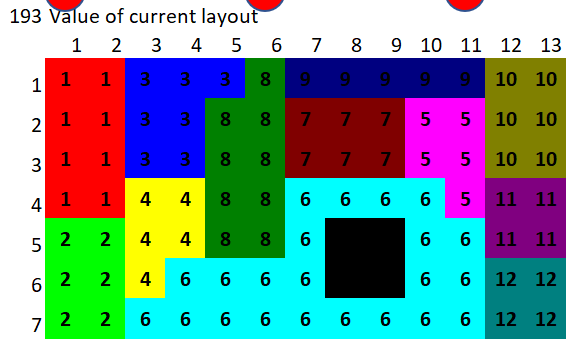 193 Value of current layout
1 2 3 4 5 6 7 8 9 10 11 12 13
1 1 1 3 3 3 8 9 9 9 9 9 10 10
2 1 1 3 3 8 8 7 7 7 5 5 10 10
3 1 1 3 3 8 8 7 7 7 5 5 10 10
4 1 1 4 4 8 8 6 6 6 6 5 11 11
5 2 2 4 4 8 8 6 6 6 11 11
6 2 2 4 6 6 6 6 6 6 12 12
7 2 2 6 6 6 6 6 6 6 6 6 12 12